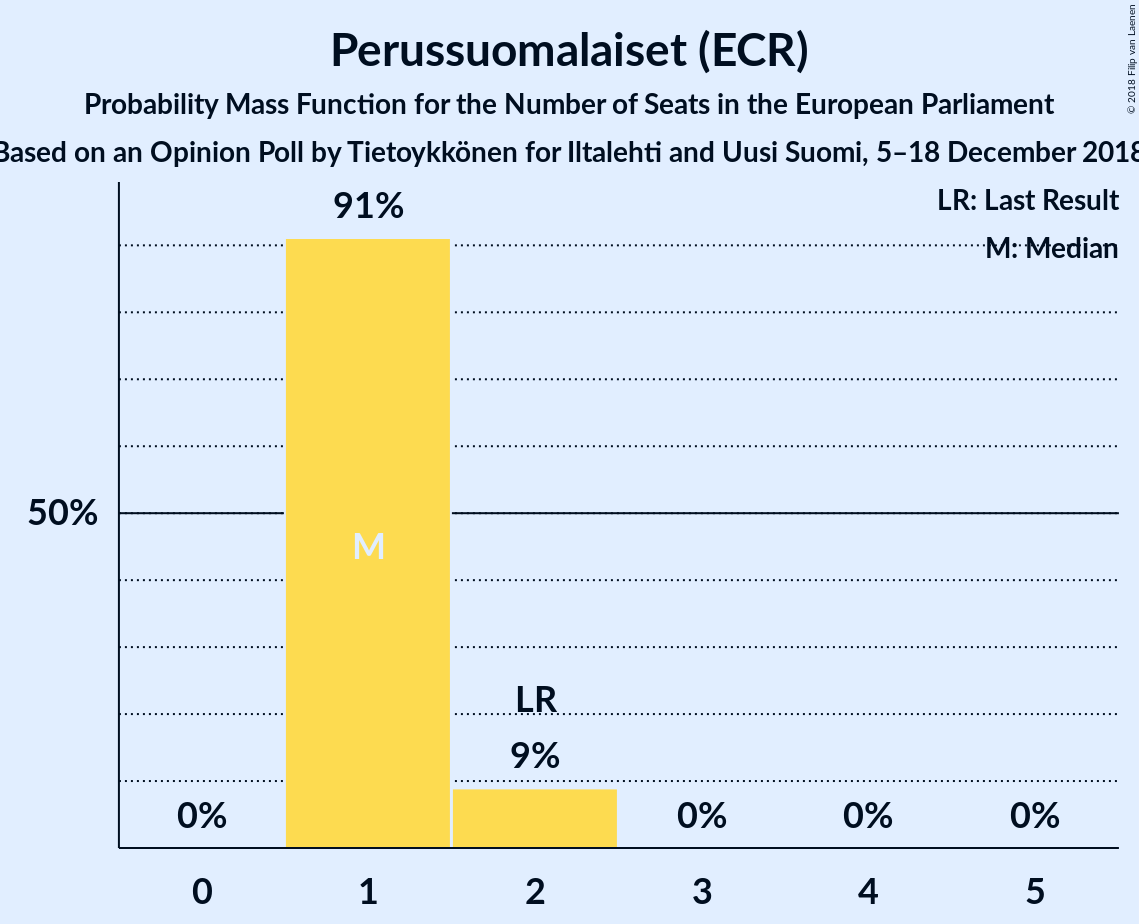 Perussuomalaiset (ECR)
Probability Mass Function for the Number of Seats in the European Parliament
Based on an Opinion Poll by Tietoykkönen for Iltalehti and Uusi Suomi, 5–18 December 2018
© 2018 Filip van Laenen
LR: Last Result
M: Median
91%
50%
M
LR
9%
0%
0%
0%
0%
0 1 2 3 4 5